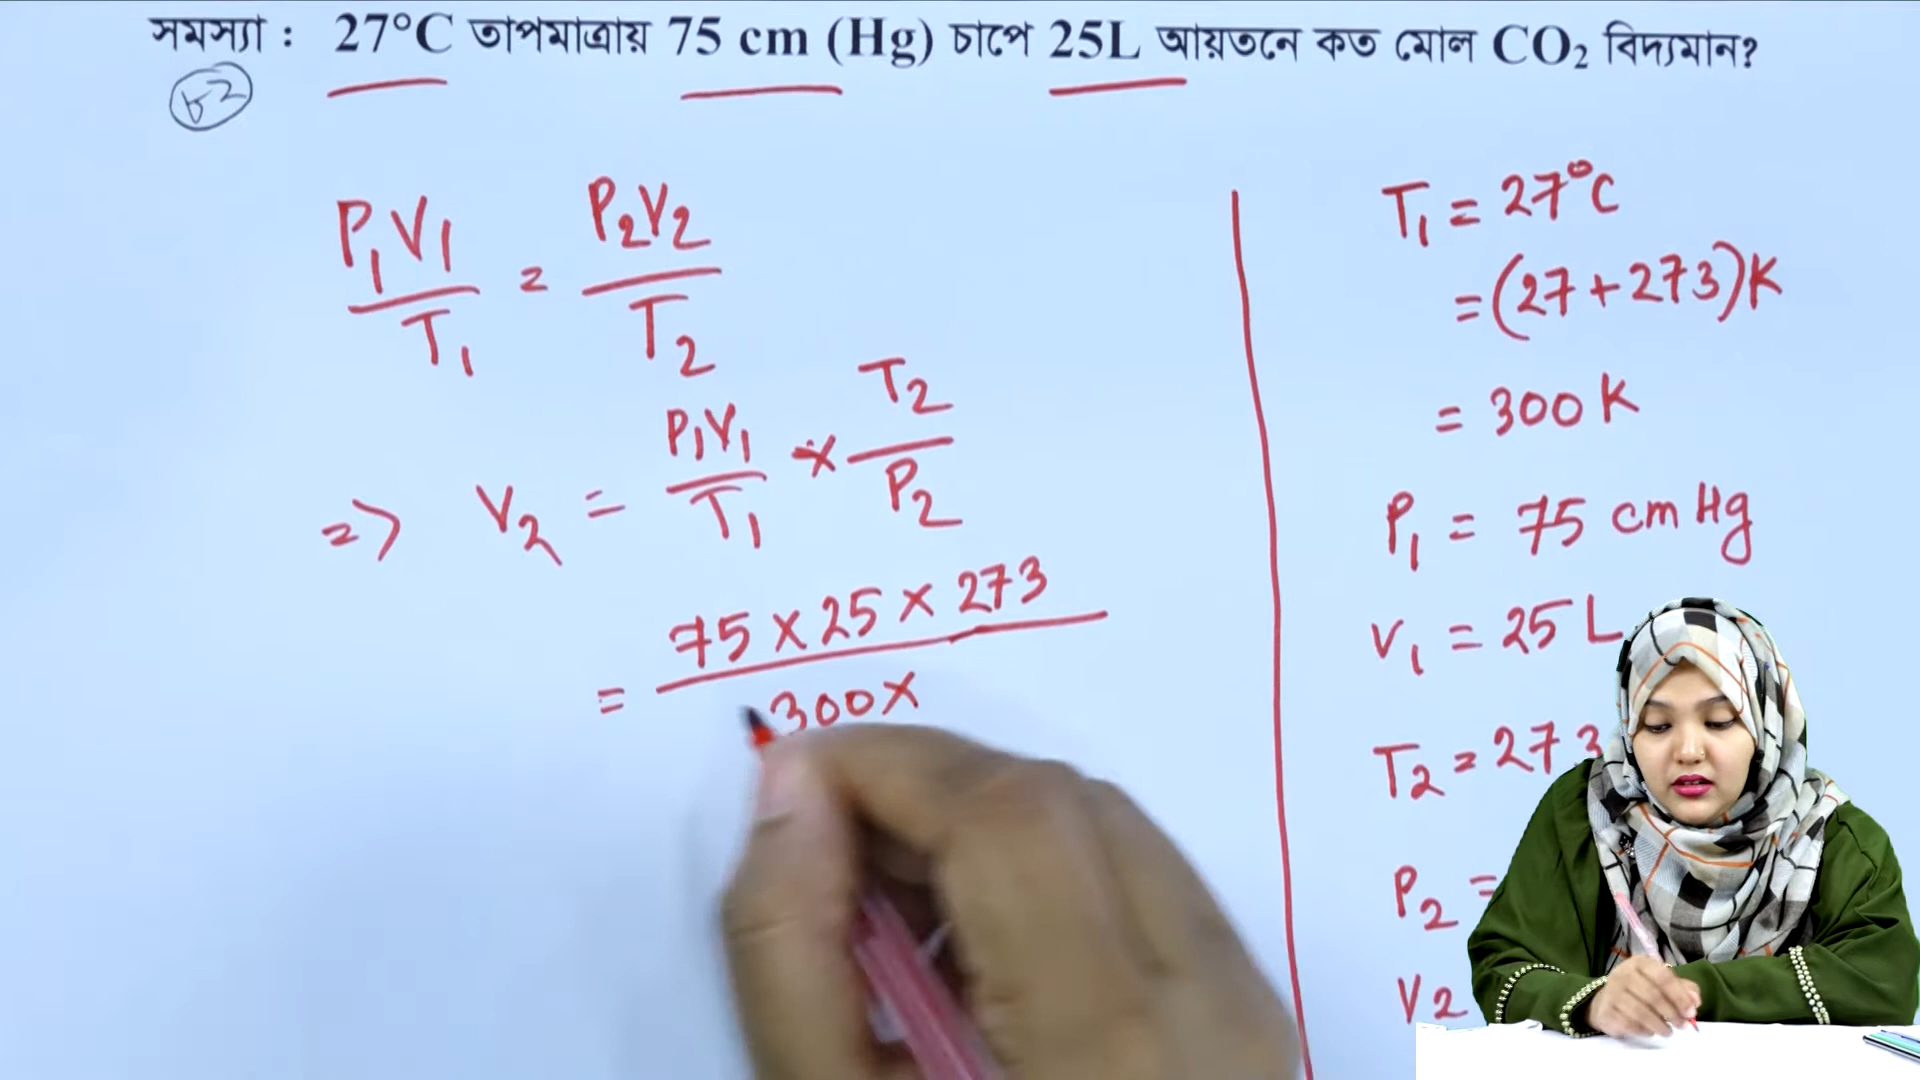 সমস্যা : 27°C তাপমাত্রায় 75 cm (Hg) চাপে 25L আয়তনে কত মোল CO₂ বিদ্যমান?
P₁V₁/T₁ = P₂V₂/T₂
=> V₂ = P₁V₁/T₁ × T₂/P₂
= 75 × 25 × 273 / 300 ×
T₁ = 27°C
= (27 + 273) K
= 300 K
P₁ = 75 cm Hg
V₁ = 25 L
T₂ = 273
P₂ =
V₂